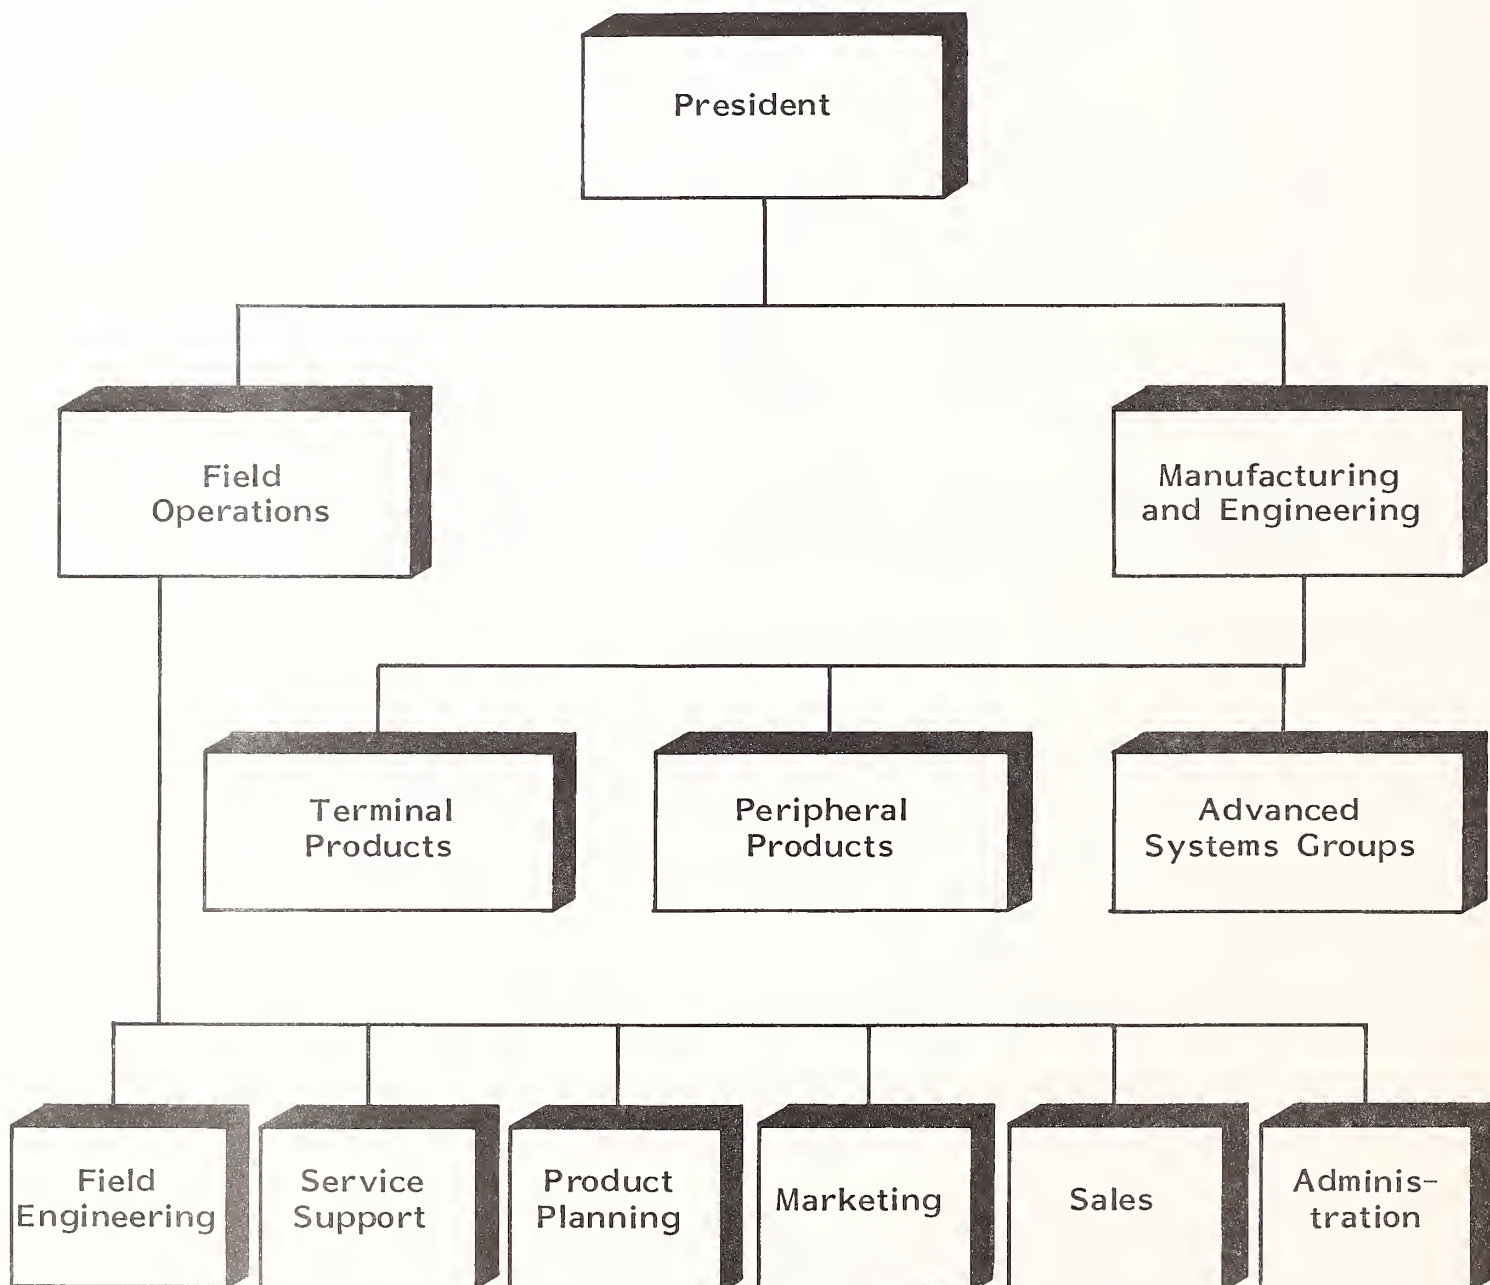 President
Field
Operations
Manufacturing
and Engineering
Terminal
Products
Peripheral
Products
Advanced
Systems Groups
Field
Engineering
Service
Support
Product
Planning
Marketing
Sales
Adminis-
tration